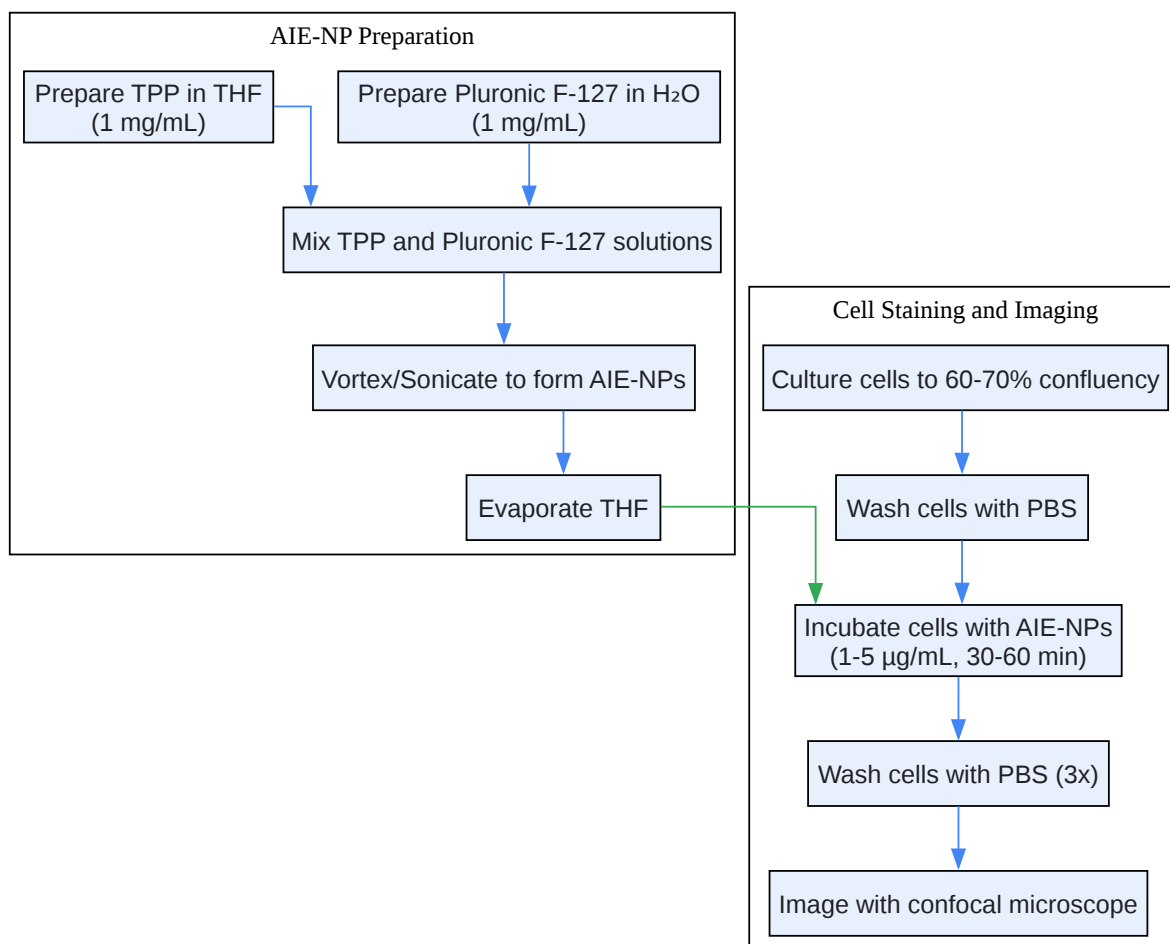 AIE-NP Preparation
Prepare TPP in THF
(1 mg/mL)
Prepare Pluronic F-127 in H₂O
(1 mg/mL)
Mix TPP and Pluronic F-127 solutions
Vortex/Sonicate to form AIE-NPs
Evaporate THF
Cell Staining and Imaging
Culture cells to 60-70% confluency
Wash cells with PBS
Incubate cells with AIE-NPs
(1-5 µg/mL, 30-60 min)
Wash cells with PBS (3x)
Image with confocal microscope